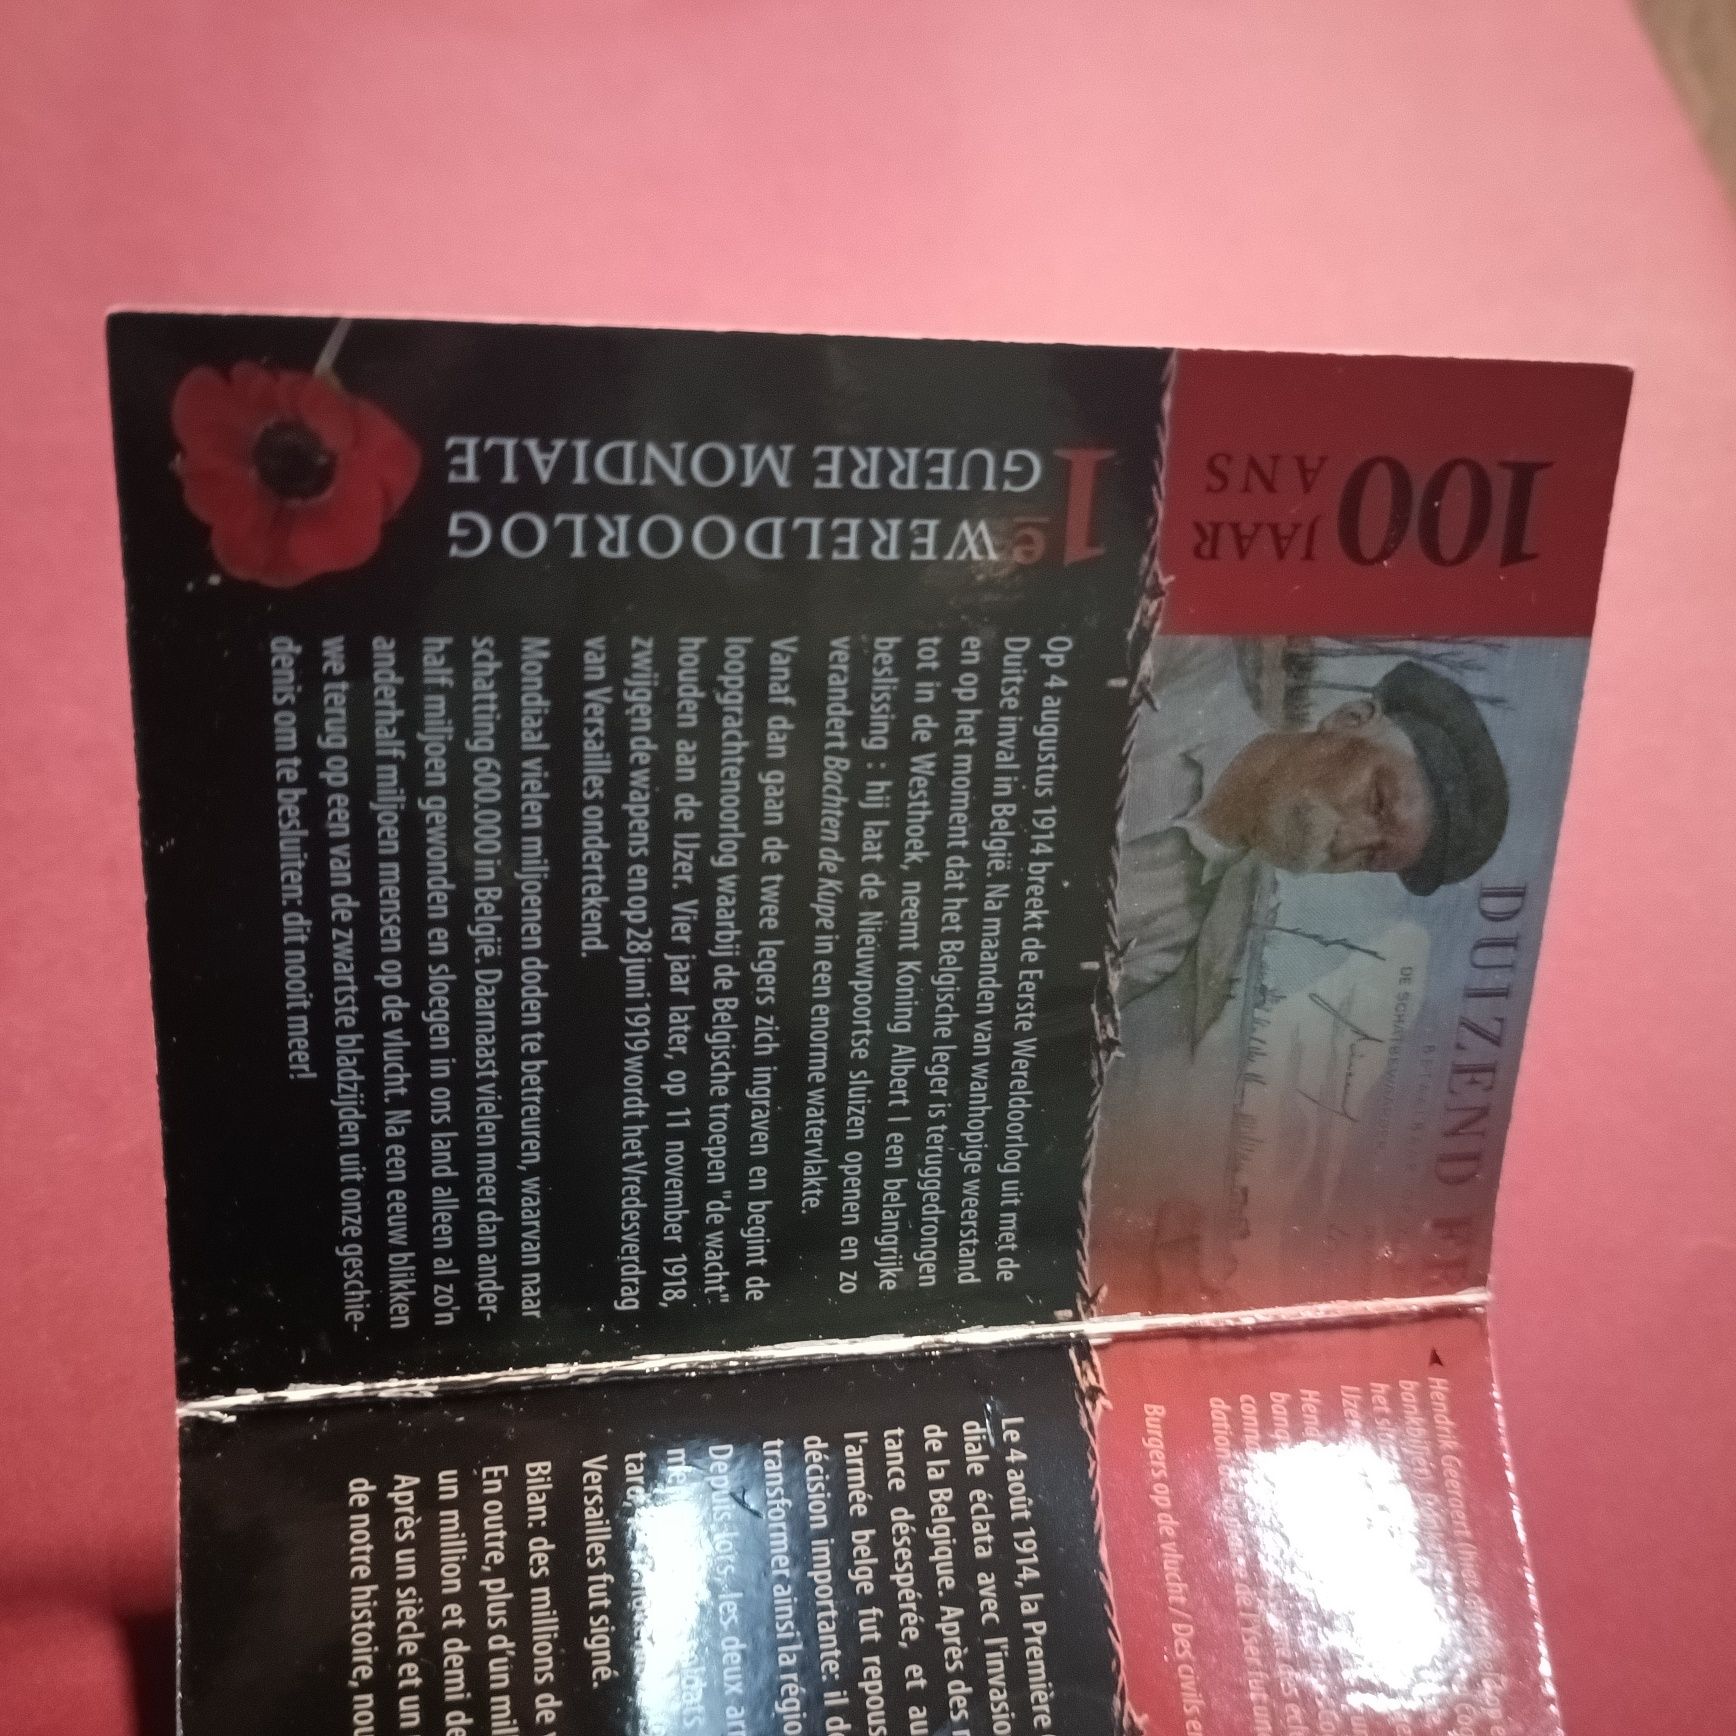 100
JAAR
ANS
1e
WERELDOORLOG
GUERRE MONDIALE
Op 4 augustus 1914 breekt de Eerste Wereldoorlog uit met de
Duitse inval in België. Na maanden van wanhopige weerstand
en op het moment dat het Belgische leger is teruggedrongen
tot in de Westhoek, neemt Koning Albert I een belangrijke
beslissing : hij laat de Nieuwpoortse sluizen openen en zo
verandert Bachten de Kupe in een enorme watervlakte.
Vanaf dan gaan de twee legers zich ingraven en begint de
loopgrachtenoorlog waarbij de Belgische troepen "de wacht"
houden aan de IJzer. Vier jaar later, op 11 november 1918,
zwijgen de wapens en op 28 juni 1919 wordt het Vredesverdrag
van Versailles ondertekend.
Mondiaal vielen miljoenen doden te betreuren, waarvan naar
schatting 600.000 in België. Daarnaast vielen meer dan ander-
half miljoen gewonden en sloegen in ons land alleen al zo'n
anderhalf miljoen mensen op de vlucht. Na een eeuw blikken
we terug op een van de zwartste bladzijden uit onze geschie-
denis om te besluiten: dit nooit meer!
DUIZEND
Hendrik Geeraert
Burgers op de vlucht / Des civils
Le 4 août 1914, la Première
diale éclata avec l'invasio
de la Belgique. Après des
tance désespérée, et au
l'armée belge fut repous
décision importante: il
transformer ainsi la régio
Depuis lors, les deux
Versailles fut signé.
Bilan: des millions de
En outre, plus d'un mil
un million et demi de
Après un siècle et un
de notre histoire, nou